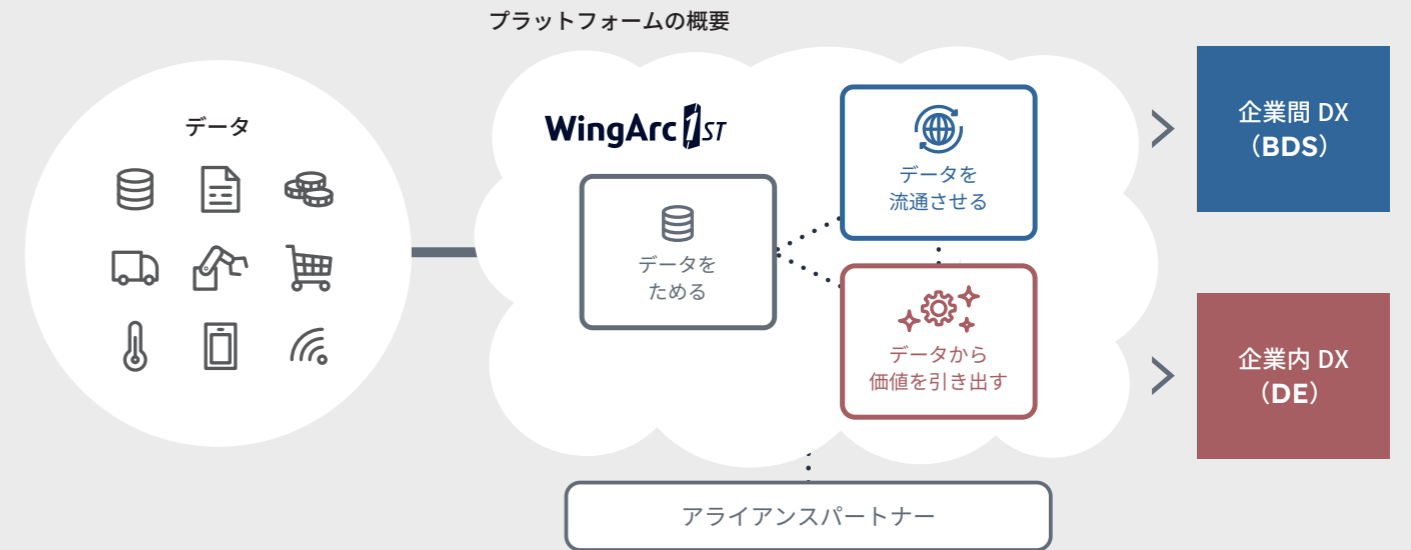 プラットフォームの概要
データ
WingArc1ST
データを
ためる
データを
流通させる
データから
価値を引き出す
企業間 DX
（BDS）
企業内 DX
（DE）
アライアンスパートナー